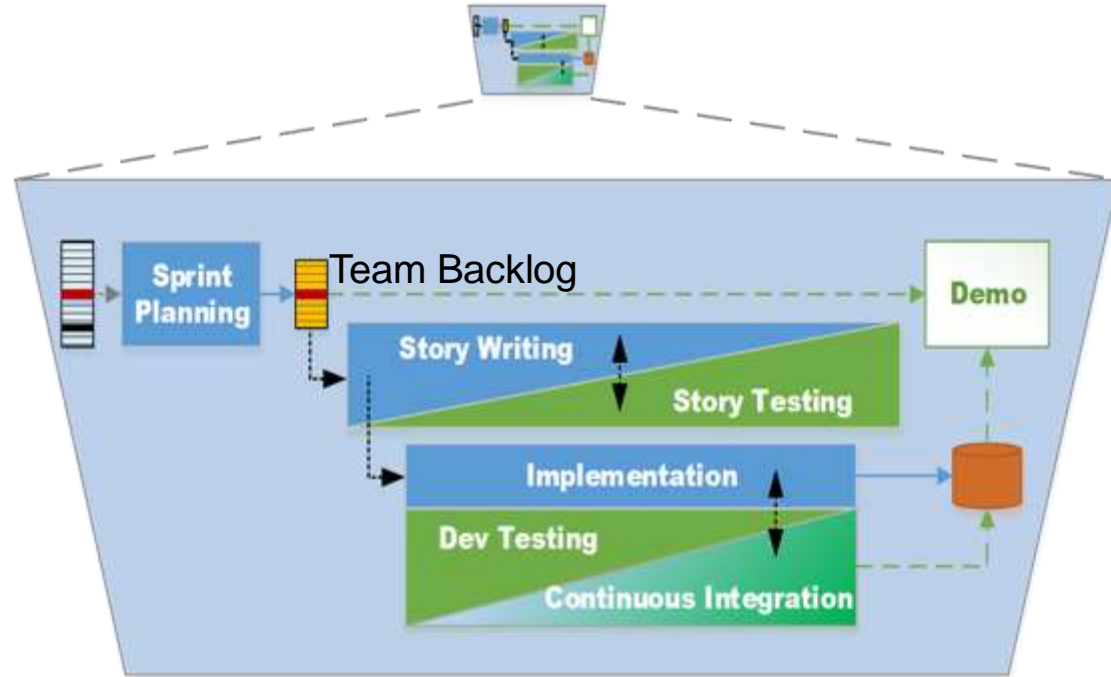 Team Backlog
Sprint
Planning
Demo
Story Writing
Story Testing
Implementation
Dev Testing
Continuous Integration